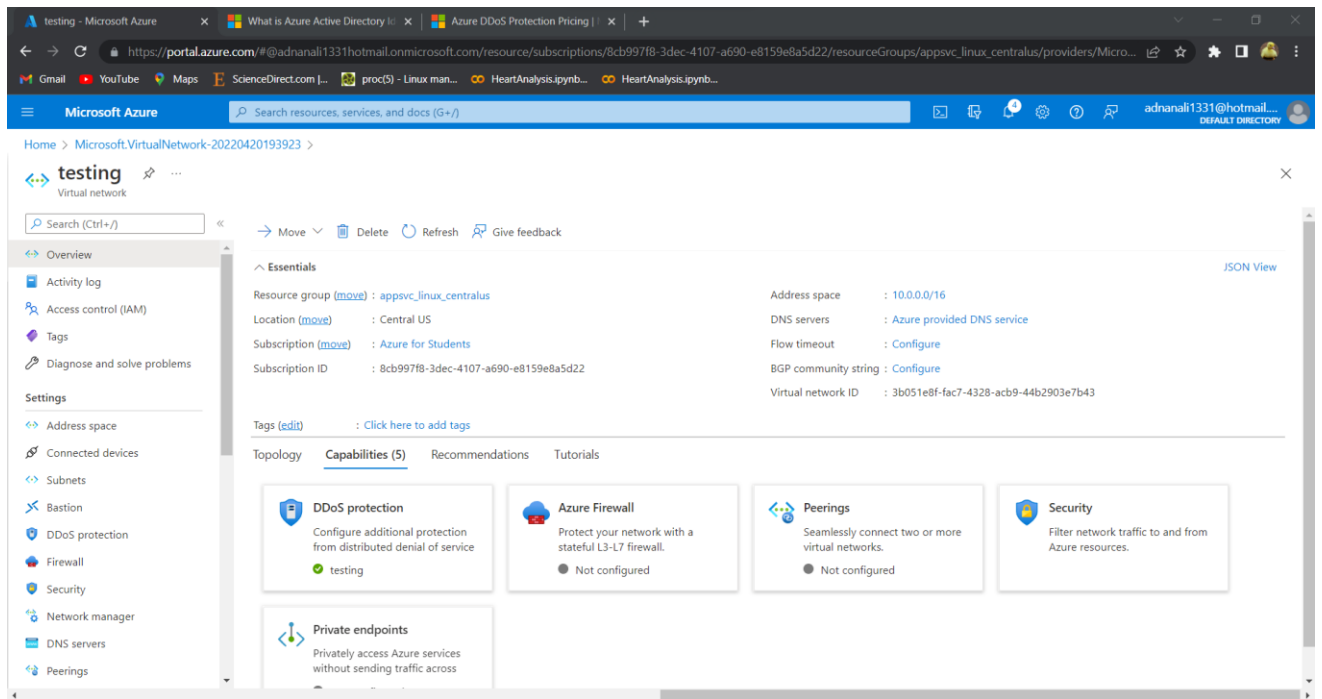 testing - Microsoft Azure
What is Azure Active Directory Id
Azure DDoS Protection Pricing |
https://portal.azure.com/#@adnanali1331hotmail.onmicrosoft.com/resource/subscriptions/8cb997f8-3dec-4107-a690-e8159e8a5d22/resourceGroups/appsvc_linux_centralus/providers/Micro...
Gmail YouTube Maps ScienceDirect.com |... proc(5) - Linux man... HeartAnalysis.ipynb... HeartAnalysis.ipynb...
Microsoft Azure
Search resources, services, and docs (G+/)
4
adnanali1331@hotmail....
DEFAULT DIRECTORY
Home > Microsoft.VirtualNetwork-20220420193923 >
testing
Virtual network
Search (Ctrl+/)
Overview
Activity log
Access control (IAM)
Tags
Diagnose and solve problems
Settings
Address space
Connected devices
Subnets
Bastion
DDoS protection
Firewall
Security
Network manager
DNS servers
Peerings
Move Delete Refresh Give feedback
Essentials
JSON View
Resource group (move) : appsvc_linux_centralus
Location (move) : Central US
Subscription (move) : Azure for Students
Subscription ID : 8cb997f8-3dec-4107-a690-e8159e8a5d22
Address space : 10.0.0.0/16
DNS servers : Azure provided DNS service
Flow timeout : Configure
BGP community string : Configure
Virtual network ID : 3b051e8f-fac7-4328-acb9-44b2903e7b43
Tags (edit) : Click here to add tags
Topology Capabilities (5) Recommendations Tutorials
DDoS protection
Configure additional protection
from distributed denial of service
testing
Azure Firewall
Protect your network with a
stateful L3-L7 firewall.
Not configured
Peerings
Seamlessly connect two or more
virtual networks.
Not configured
Security
Filter network traffic to and from
Azure resources.
Private endpoints
Privately access Azure services
without sending traffic across